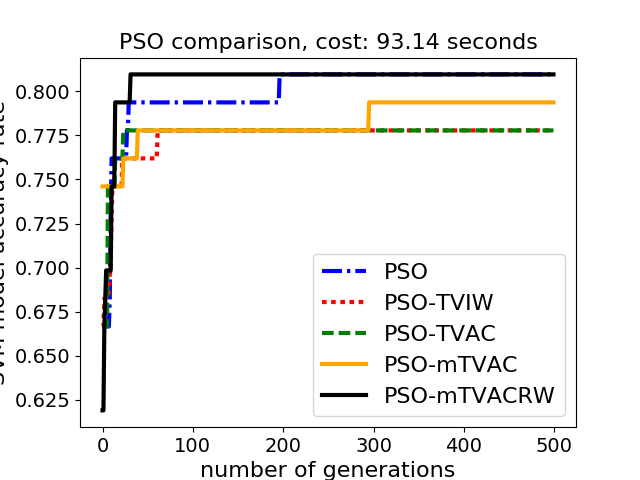 PSO comparison, cost: 93.14 seconds
0.800
0.775
0.750
0.725
0.700
0.675
0.650
0.625
0 100 200 300 400 500
number of generations
PSO
PSO-TVIW
PSO-TVAC
PSO-mTVAC
PSO-mTVACRW